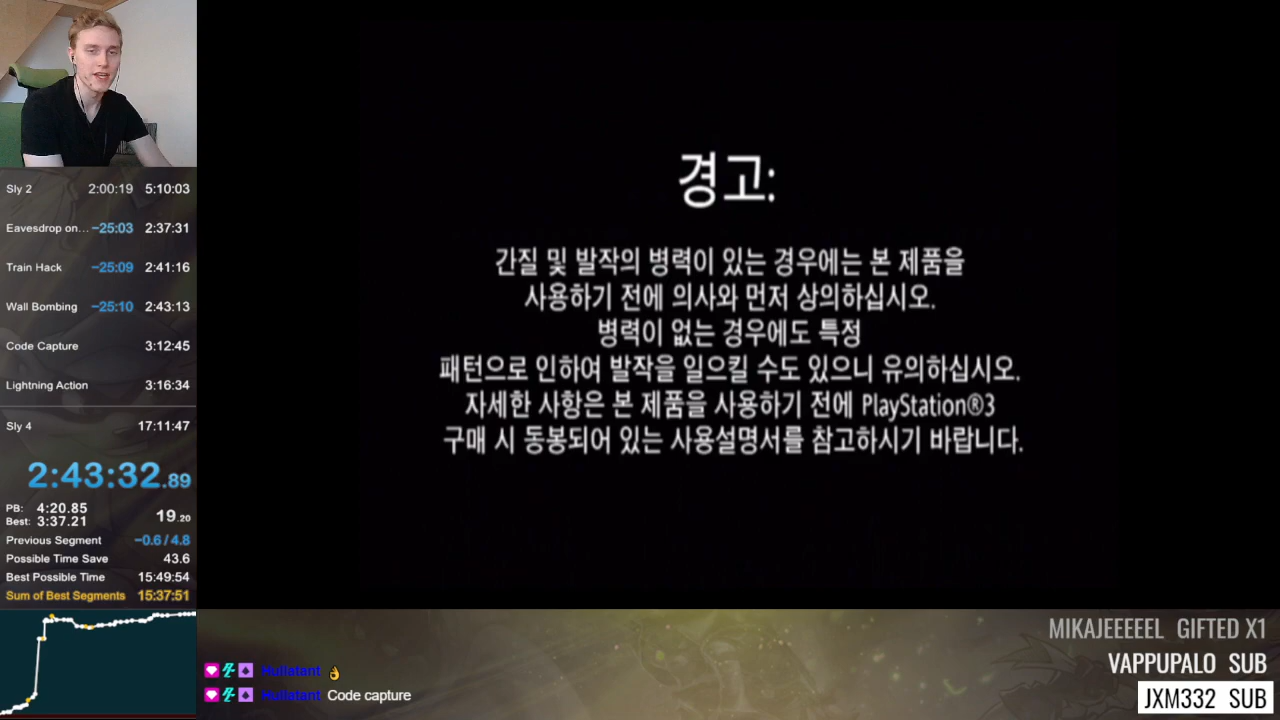 경고:
간질 및 발작의 병력이 있는 경우에는 본 제품을
사용하기 전에 의사와 먼저 상의하십시오.
병력이 없는 경우에도 특정
패턴으로 인하여 발작을 일으킬 수도 있으니 유의하십시오.
자세한 사항은 본 제품을 사용하기 전에 PlayStation®3
구매 시 동봉되어 있는 사용설명서를 참고하시기 바랍니다.
Sly 2 2:00:19 5:10:03
Eavesdrop on... −25:03 2:37:31
Train Hack −25:09 2:41:16
Wall Bombing −25:10 2:43:13
Code Capture 3:12:45
Lightning Action 3:16:34
Sly 4 17:11:47
2:43:32.89
PB: 4:20.85
Best: 3:37.21
19.20
Previous Segment −0.6 / 4.8
Possible Time Save 43.6
Best Possible Time 15:49:54
Sum of Best Segments 15:37:51
Hullatant 👌
Hullatant Code capture
MIKAJEEEEEL GIFTED X1
VAPPUPALO SUB
JXM332 SUB